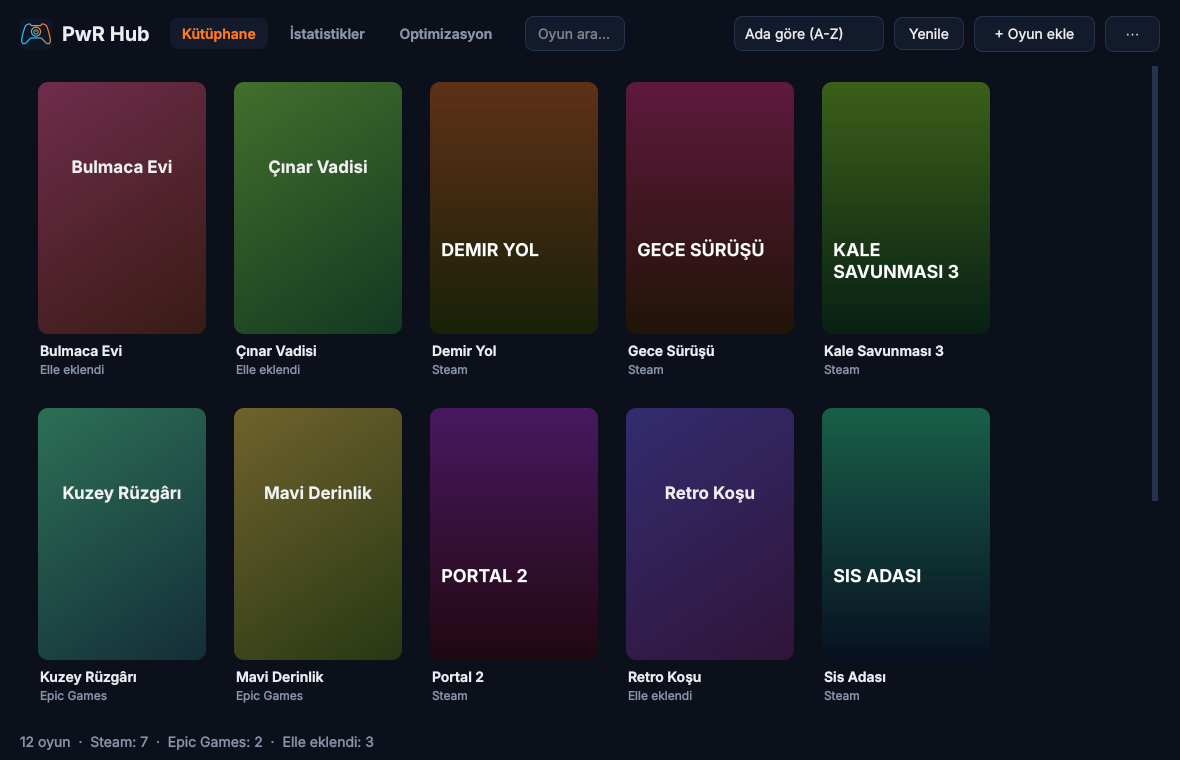 PwR Hub
Kütüphane
İstatistikler
Optimizasyon
Oyun ara...
Ada göre (A-Z)
Yenile
+ Oyun ekle
...
Bulmaca Evi
Çınar Vadisi
DEMIR YOL
GECE SÜRÜŞÜ
KALE
SAVUNMASI 3
Bulmaca Evi
Elle eklendi
Çınar Vadisi
Elle eklendi
Demir Yol
Steam
Gece Sürüşü
Steam
Kale Savunması 3
Steam
Kuzey Rüzgârı
Mavi Derinlik
PORTAL 2
Retro Koşu
SIS ADASI
Kuzey Rüzgârı
Epic Games
Mavi Derinlik
Epic Games
Portal 2
Steam
Retro Koşu
Elle eklendi
Sis Adası
Steam
12 oyun · Steam: 7 · Epic Games: 2 · Elle eklendi: 3